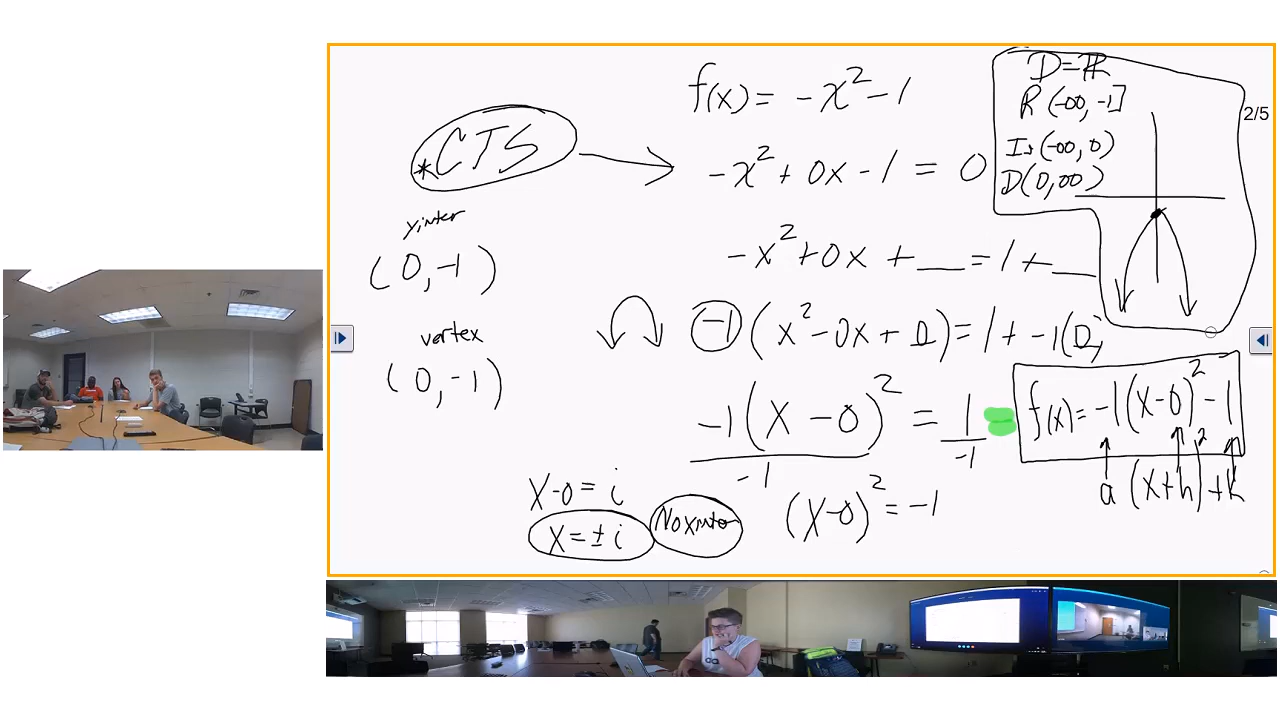 f(x) = -x² - 1
*CTS
-x² + 0x - 1 = 0
-x² + 0x + __ = 1 + __
-1(x² - 0x + 0) = 1 + -1(0)
-1(x - 0)² = 1
-1
-1
(x-0)² = -1
x-0 = i
x = ± i
No x inter
y inter
(0, -1)
vertex
(0, -1)
D = ℝ
R (-∞, -1]
I: (-∞, 0)
D (0, ∞)
=
f(x) = -1(x-0)² - 1
a (x+h)² + k
2/5